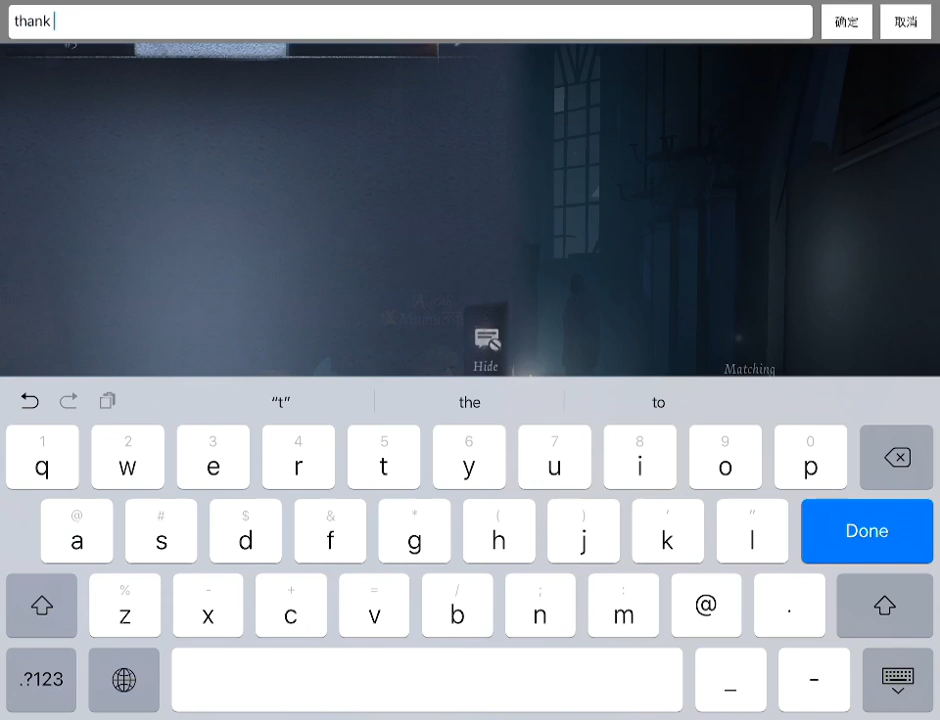 thank
确定
取消
Hide
Matching
“t”
the
to
1 2 3 4 5 6 7 8 9 0
q w e r t y u i o p
@ # $ & * ( ) ' "
a s d f g h j k l
Done
% - + = / ; :
z x c v b n m @ .
.?123
_ -